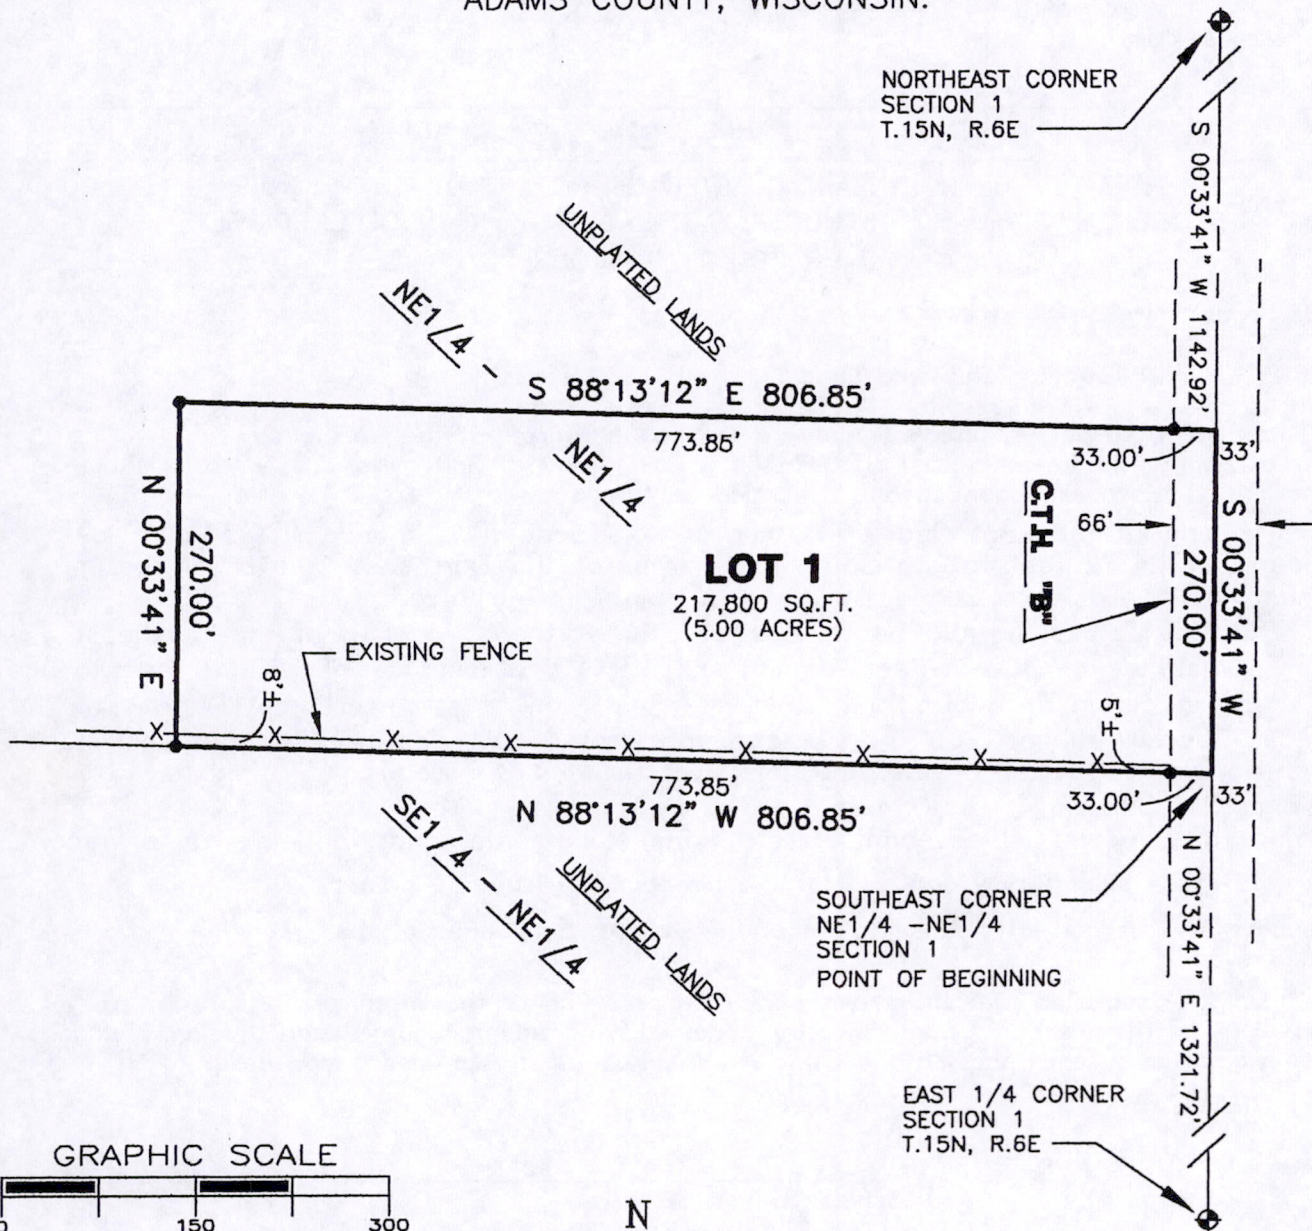 ADAMS COUNTY, WISCONSIN.
NORTHEAST CORNER
SECTION 1
T.15N, R.6E
S 00°33'41" W 1142.92'
UNPLATTED LANDS
NE1/4 -
NE1/4
S 88°13'12" E 806.85'
773.85'
33.00'
33'
N 00°33'41" E
270.00'
C.T.H. "B"
66'
270.00'
S 00°33'41" W
LOT 1
217,800 SQ.FT.
(5.00 ACRES)
EXISTING FENCE
8'±
5'±
X X X X X X X X X
773.85'
N 88°13'12" W 806.85'
33.00'
33'
SE1/4 - NE1/4
UNPLATTED LANDS
SOUTHEAST CORNER
NE1/4 -NE1/4
SECTION 1
POINT OF BEGINNING
N 00°33'41" E 1321.72'
EAST 1/4 CORNER
SECTION 1
T.15N, R.6E
GRAPHIC SCALE
0 150 300
N